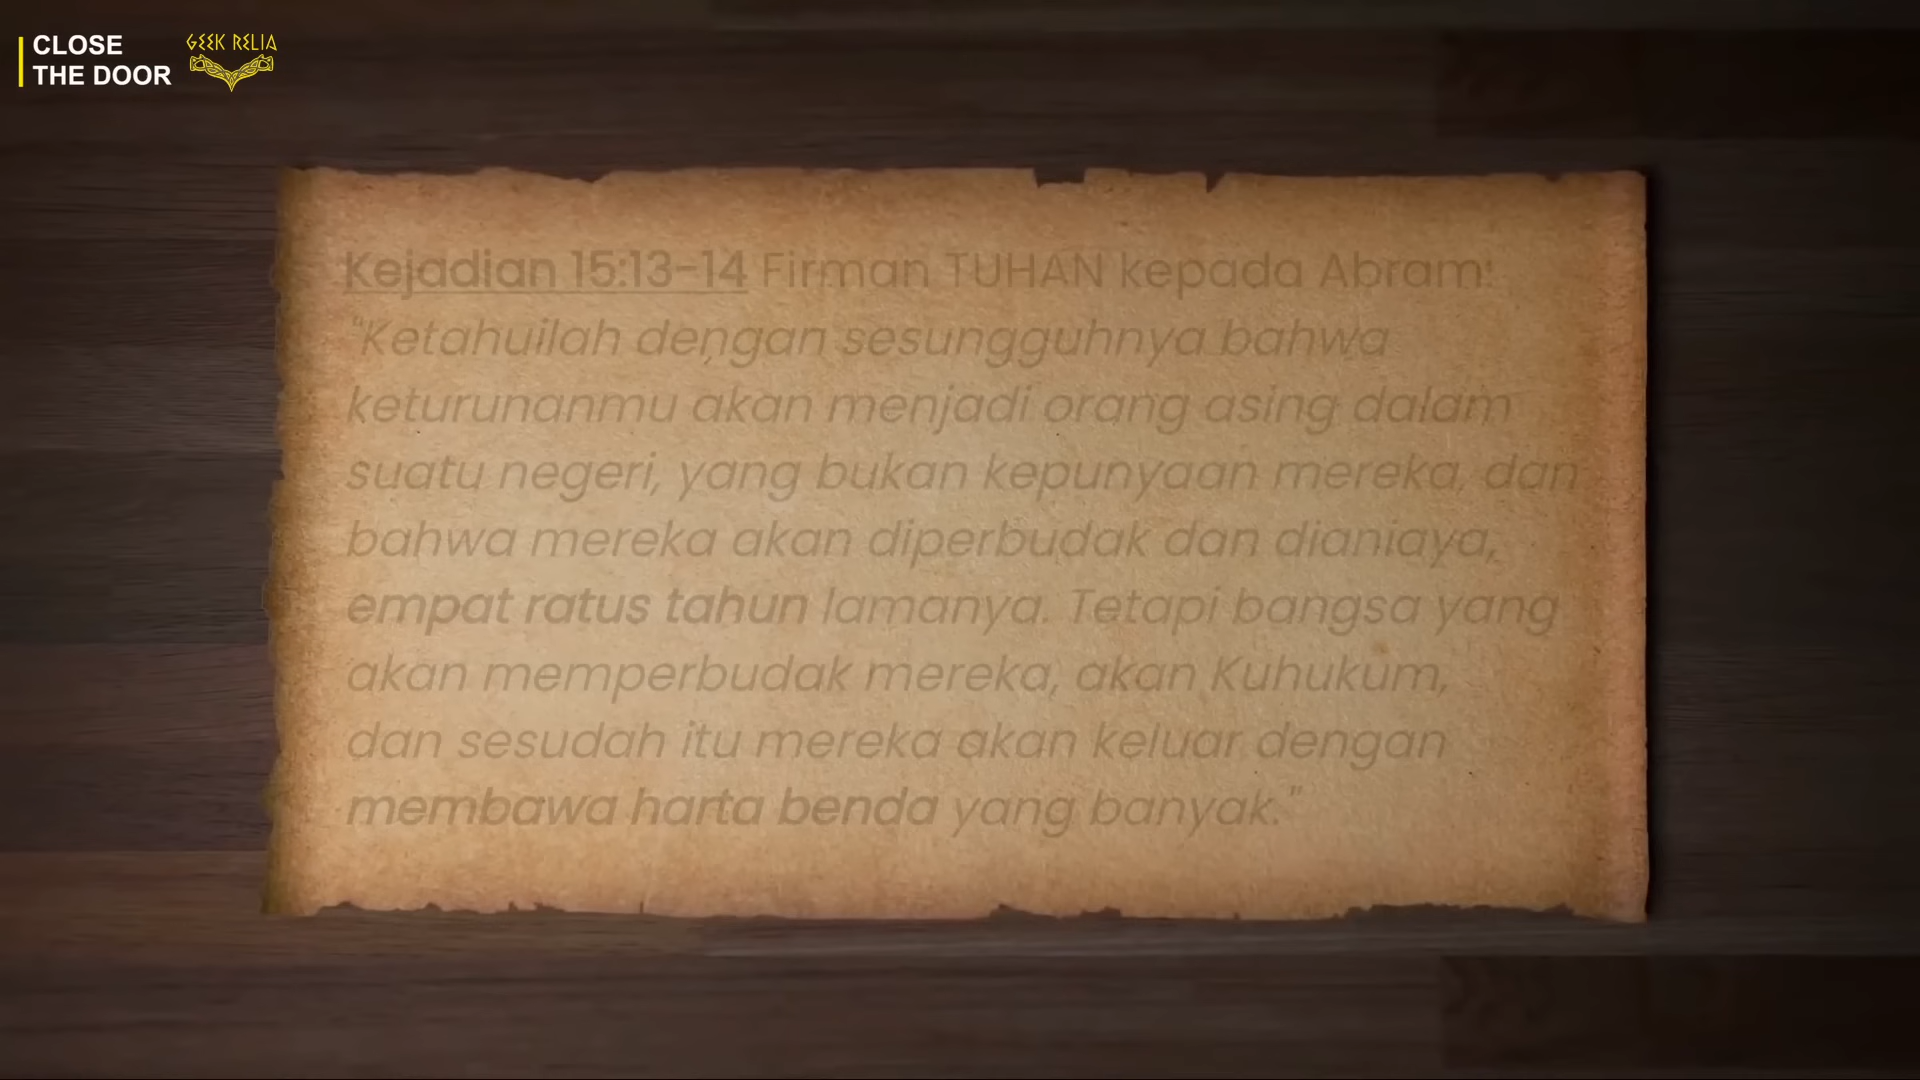 CLOSE
THE DOOR
GEEK RELIA
Kejadian 15:13-14 Firman TUHAN kepada Abram:
"Ketahuilah dengan sesungguhnya bahwa
keturunanmu akan menjadi orang asing dalam
suatu negeri, yang bukan kepunyaan mereka, dan
bahwa mereka akan diperbudak dan dianiaya,
empat ratus tahun lamanya. Tetapi bangsa yang
akan memperbudak mereka, akan Kuhukum,
dan sesudah itu mereka akan keluar dengan
membawa harta benda yang banyak."